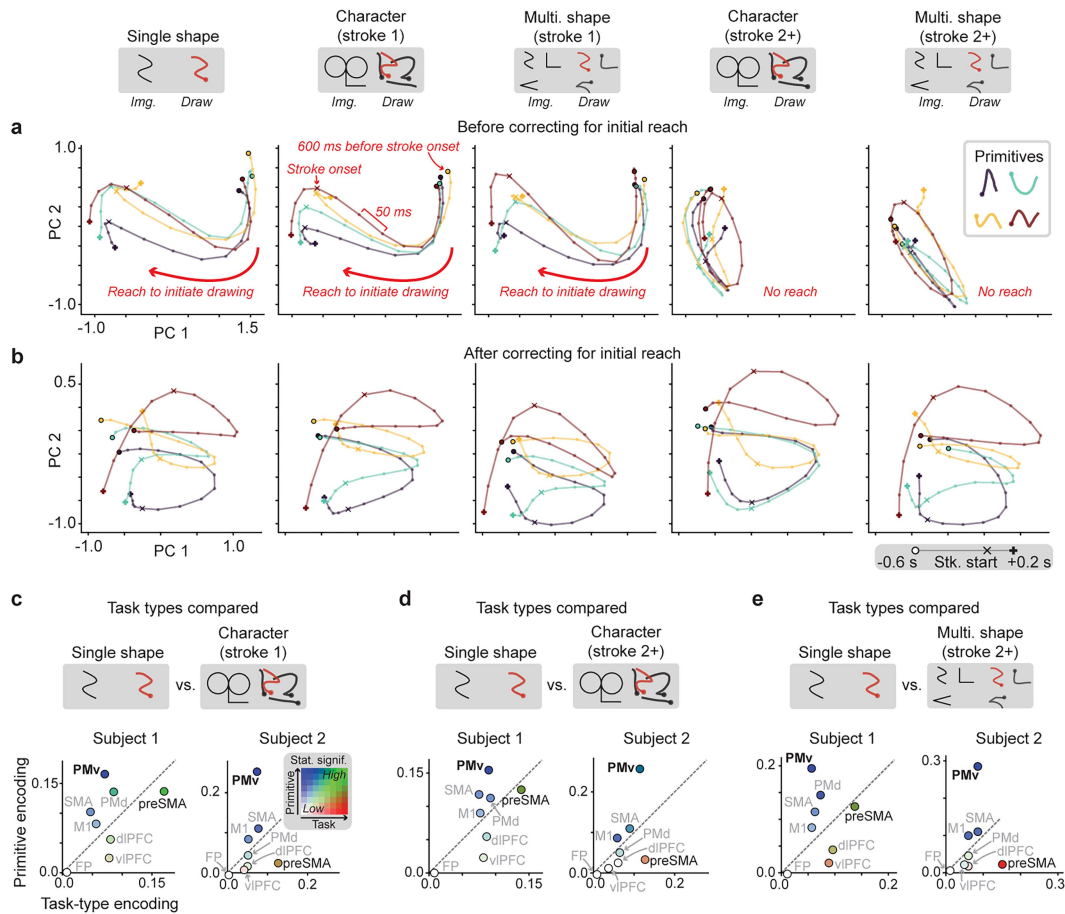 Single shape
Character
(stroke 1)
Multi. shape
(stroke 1)
Character
(stroke 2+)
Multi. shape
(stroke 2+)
Img. Draw
Img. Draw
Img. Draw
Img. Draw
Img. Draw
a
Before correcting for initial reach
1.0
PC 2
-1.0
-1.0
PC 1
1.5
600 ms before stroke onset
Stroke onset
50 ms
Reach to initiate drawing
Reach to initiate drawing
Reach to initiate drawing
No reach
No reach
Primitives
b
After correcting for initial reach
0.5
PC 2
-1.0
-1.0
PC 1
1.0
-0.6 s Stk. start +0.2 s
c
Task types compared
Single shape
vs.
Character
(stroke 1)
Subject 1
Subject 2
Primitive encoding
0.15
0.0
0.0
0.15
Task-type encoding
PMv
SMA
PMd
preSMA
M1
dlPFC
vlPFC
FP
0.2
0.0
0.0
0.2
PMv
SMA
M1
PMd
dlPFC
FP
preSMA
vlPFC
Stat. signif.
High
Low
Primitive
Task
d
Task types compared
Single shape
vs.
Character
(stroke 2+)
Subject 1
Subject 2
0.15
0.0
0.0
0.15
PMv
SMA
preSMA
PMd
M1
dlPFC
vlPFC
FP
0.2
0.0
0.0
0.2
PMv
SMA
M1
PMd
dlPFC
FP
preSMA
vlPFC
e
Task types compared
Single shape
vs.
Multi. shape
(stroke 2+)
Subject 1
Subject 2
0.2
0.0
0.0
0.2
PMv
PMd
SMA
preSMA
M1
dlPFC
vlPFC
FP
0.3
0.0
0.0
0.3
PMv
SMA
M1
PMd
dlPFC
FP
preSMA
vlPFC